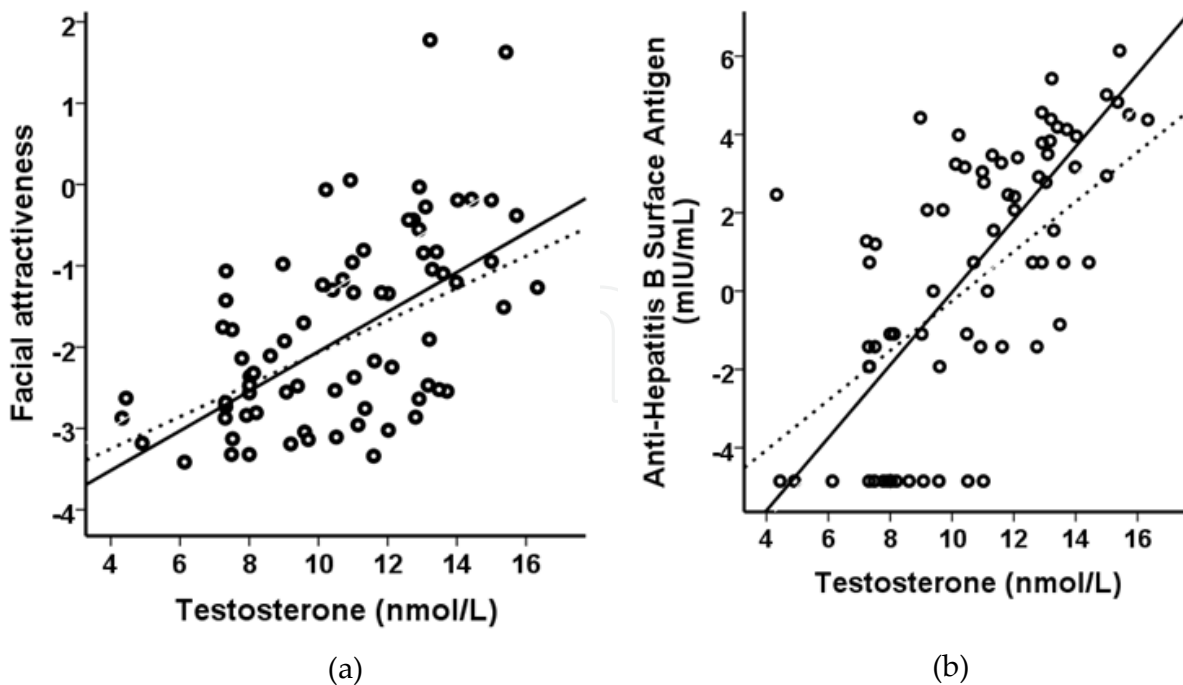 2
1
0
-1
-2
-3
-4
Facial attractiveness
4 6 8 10 12 14 16
Testosterone (nmol/L)
(a)
6
4
2
0
-2
-4
Anti-Hepatitis B Surface Antigen
(mIU/mL)
4 6 8 10 12 14 16
Testosterone (nmol/L)
(b)